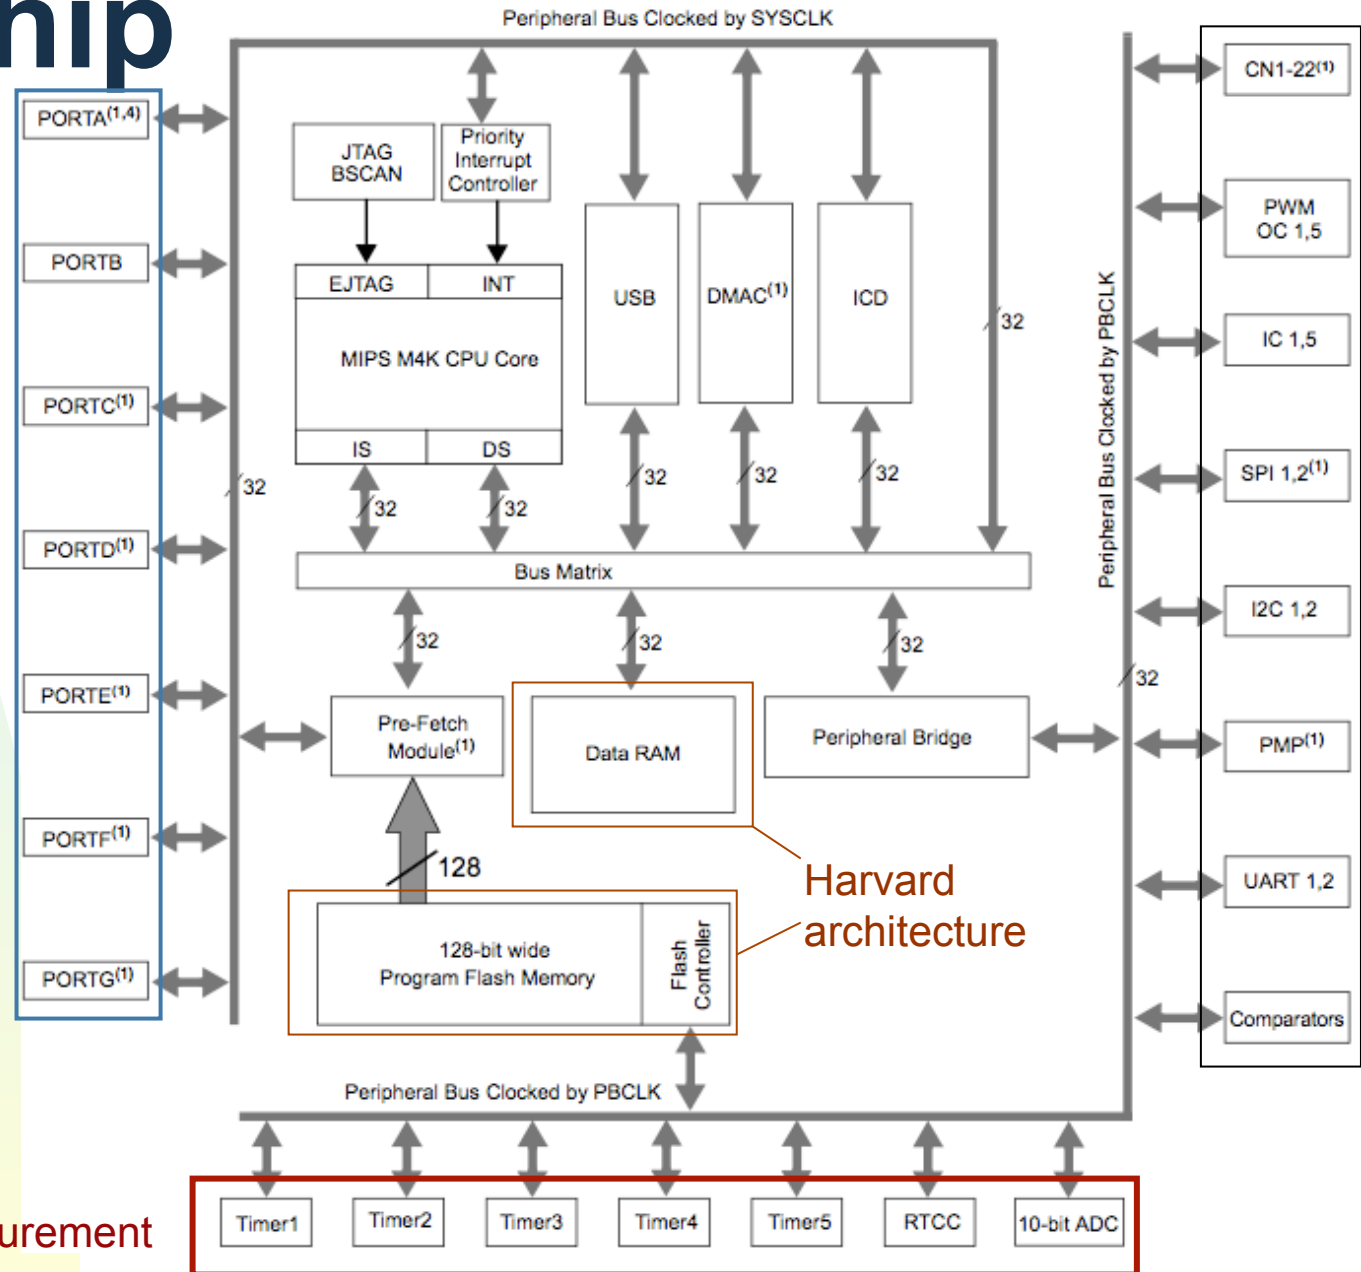 hip
Peripheral Bus Clocked by SYSCLK
PORTA(1,4)
PORTB
PORTC(1)
PORTD(1)
PORTE(1)
PORTF(1)
PORTG(1)
32
JTAG
BSCAN
Priority
Interrupt
Controller
EJTAG
INT
MIPS M4K CPU Core
IS
DS
USB
DMAC(1)
ICD
32
32
32
32
32
32
Bus Matrix
32
32
32
Pre-Fetch
Module(1)
Data RAM
Peripheral Bridge
128
Harvard
architecture
128-bit wide
Program Flash Memory
Flash
Controller
Peripheral Bus Clocked by PBCLK
Peripheral Bus Clocked by PBCLK
32
CN1-22(1)
PWM
OC 1,5
IC 1,5
SPI 1,2(1)
I2C 1,2
PMP(1)
UART 1,2
Comparators
urement
Timer1
Timer2
Timer3
Timer4
Timer5
RTCC
10-bit ADC